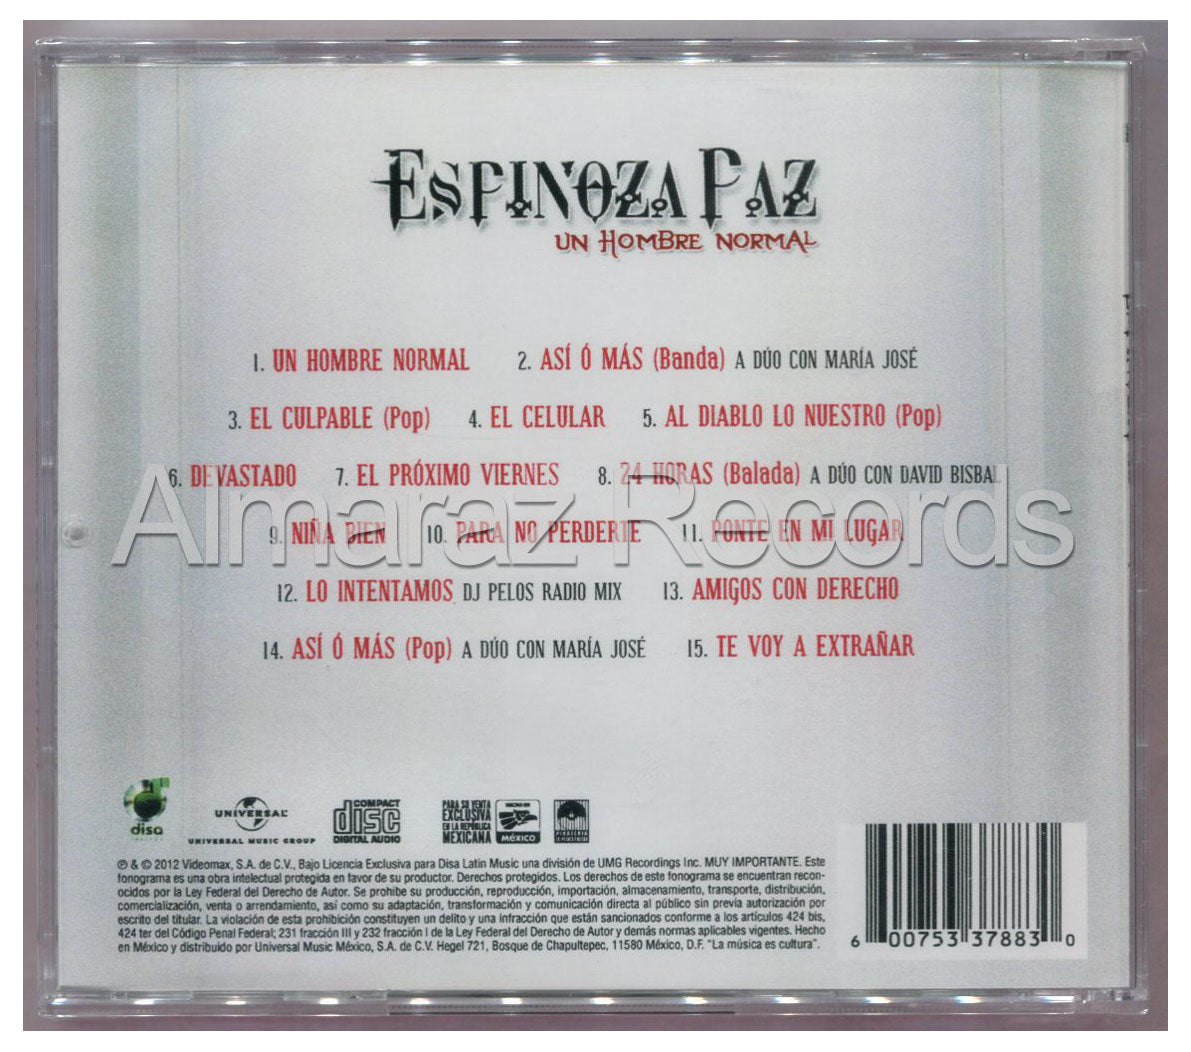 ESPINOZA PAZ
UN HOMBRE NORMAL
1. UN HOMBRE NORMAL 2. ASÍ Ó MÁS (Banda) A DÚO CON MARÍA JOSÉ
3. EL CULPABLE (Pop) 4. EL CELULAR 5. AL DIABLO LO NUESTRO (Pop)
6. DEVASTADO 7. EL PRÓXIMO VIERNES 8. 24 HORAS (Balada) A DÚO CON DAVID BISBAL
Almaraz Records
9. NIÑA BIEN 10. PARA NO PERDERTE 11. PONTE EN MI LUGAR
12. LO INTENTAMOS DJ PELOS RADIO MIX 13. AMIGOS CON DERECHO
14. ASÍ Ó MÁS (Pop) A DÚO CON MARÍA JOSÉ 15. TE VOY A EXTRAÑAR
disa
UNIVERSAL
UNIVERSAL MUSIC GROUP
COMPACT
disc
DIGITAL AUDIO
PARA SU VENTA
EXCLUSIVA
EN LA REPÚBLICA
MEXICANA
HECHO EN
MÉXICO
℗ & © 2012 Videomax, S.A. de C.V., Bajo Licencia Exclusiva para Disa Latin Music una división de UMG Recordings Inc. MUY IMPORTANTE. Este
fonograma es una obra intelectual protegida en favor de su productor. Derechos protegidos. Los derechos de este fonograma se encuentran recon-
ocidos por la Ley Federal del Derecho de Autor. Se prohibe su producción, reproducción, importación, almacenamiento, transporte, distribución,
comercialización, venta o arrendamiento, así como su adaptación, transformación y comunicación directa al público sin previa autorización por
escrito del titular. La violación de esta prohibición constituyen un delito y una infracción que están sancionados conforme a los artículos 424 bis,
424 ter del Código Penal Federal; 231 fracción III y 232 fracción I de la Ley Federal del Derecho de Autor y demás normas aplicables vigentes. Hecho
en México y distribuido por Universal Music México, S.A. de C.V. Hegel 721, Bosque de Chapultepec, 11580 México, D.F. "La música es cultura".
6 00753 37883 0